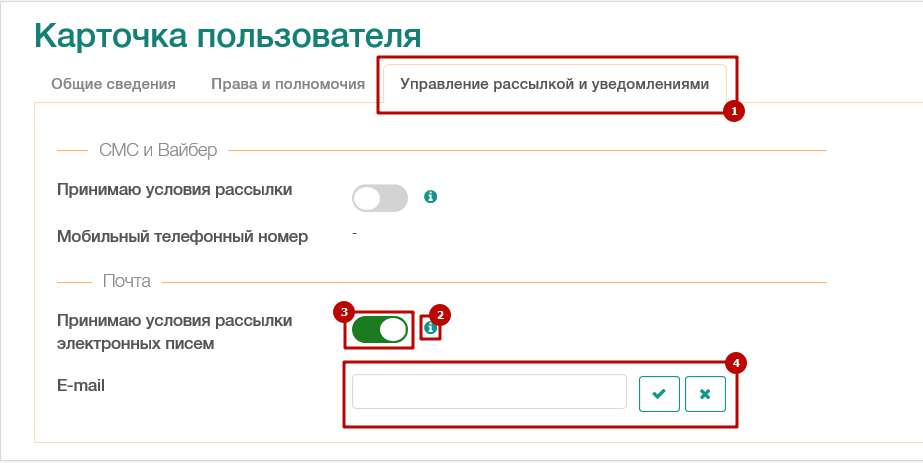 Карточка пользователя
Общие сведения Права и полномочия Управление рассылкой и уведомлениями
1
СМС и Вайбер
Принимаю условия рассылки
Мобильный телефонный номер -
Почта
3 2
Принимаю условия рассылки
электронных писем
4
E-mail